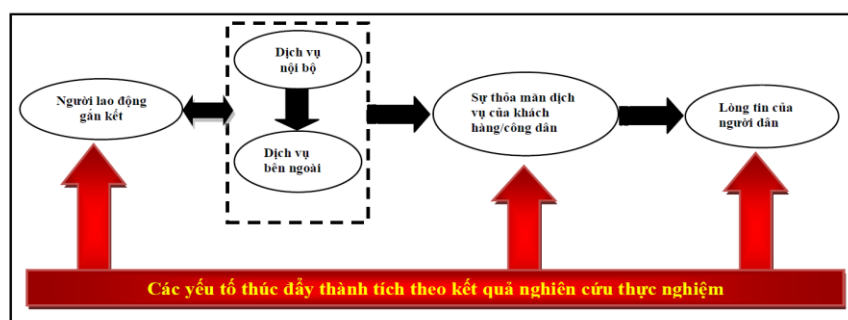 Người lao động
gắn kết
Dịch vụ
nội bộ
Dịch vụ
bên ngoài
Sự thỏa mãn dịch
vụ của khách
hàng/công dân
Lòng tin của
người dân
Các yếu tố thúc đẩy thành tích theo kết quả nghiên cứu thực nghiệm